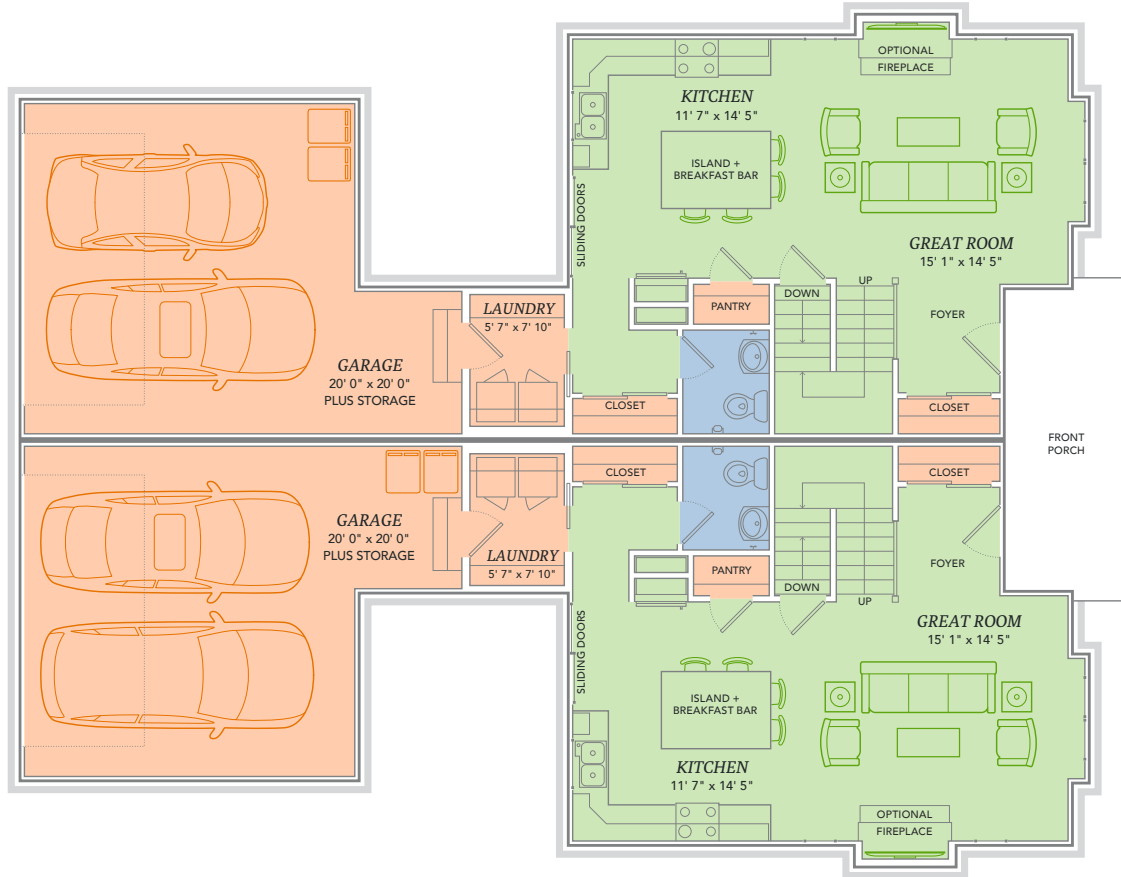 OPTIONAL
FIREPLACE
KITCHEN
11' 7" x 14' 5"
ISLAND +
BREAKFAST BAR
SLIDING DOORS
GREAT ROOM
15' 1" x 14' 5"
PANTRY
DOWN
UP
FOYER
LAUNDRY
5' 7" x 7' 10"
GARAGE
20' 0" x 20' 0"
PLUS STORAGE
CLOSET
CLOSET
FRONT
PORCH
CLOSET
CLOSET
GARAGE
20' 0" x 20' 0"
PLUS STORAGE
LAUNDRY
5' 7" x 7' 10"
PANTRY
DOWN
UP
FOYER
GREAT ROOM
15' 1" x 14' 5"
SLIDING DOORS
ISLAND +
BREAKFAST BAR
KITCHEN
11' 7" x 14' 5"
OPTIONAL
FIREPLACE